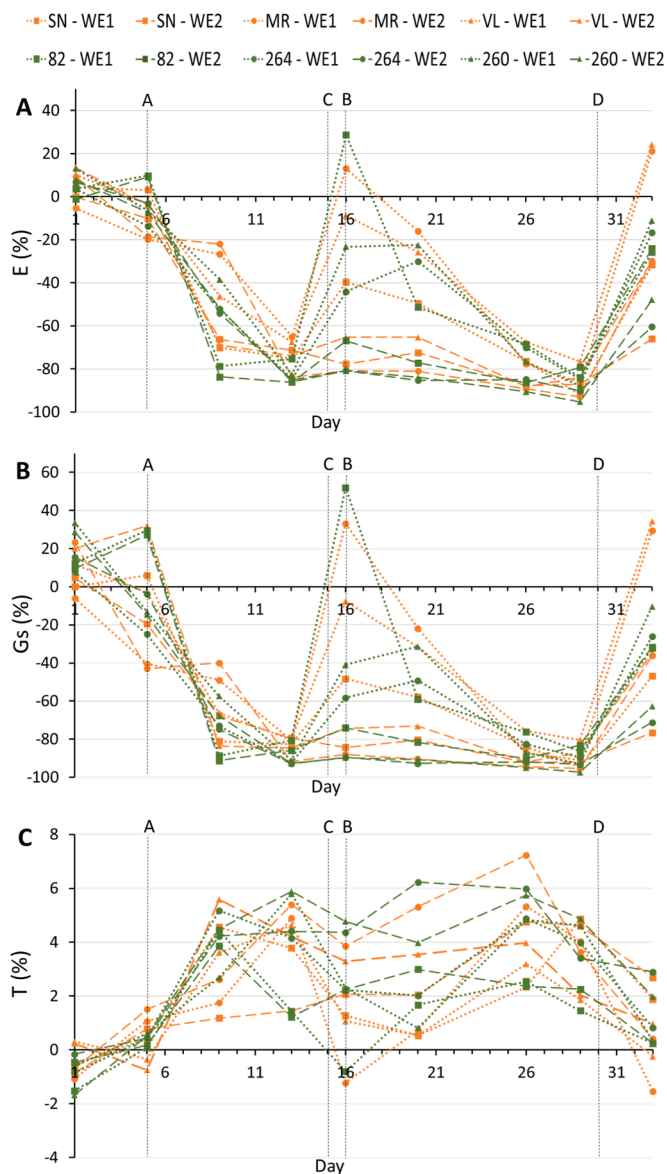 SN - WE1 SN - WE2 MR - WE1 MR - WE2 VL - WE1 VL - WE2
82 - WE1 82 - WE2 264 - WE1 264 - WE2 260 - WE1 260 - WE2
A
A C B D
40
20
0
1 6 11 16 21 26 31
-20
-40
-60
-80
-100
E (%)
Day
B
A C B D
60
40
20
0
1 6 11 16 21 26 31
-20
-40
-60
-80
-100
Gs (%)
Day
C
A C B D
8
6
4
2
0
1 6 11 16 21 26 31
-2
-4
T (%)
Day